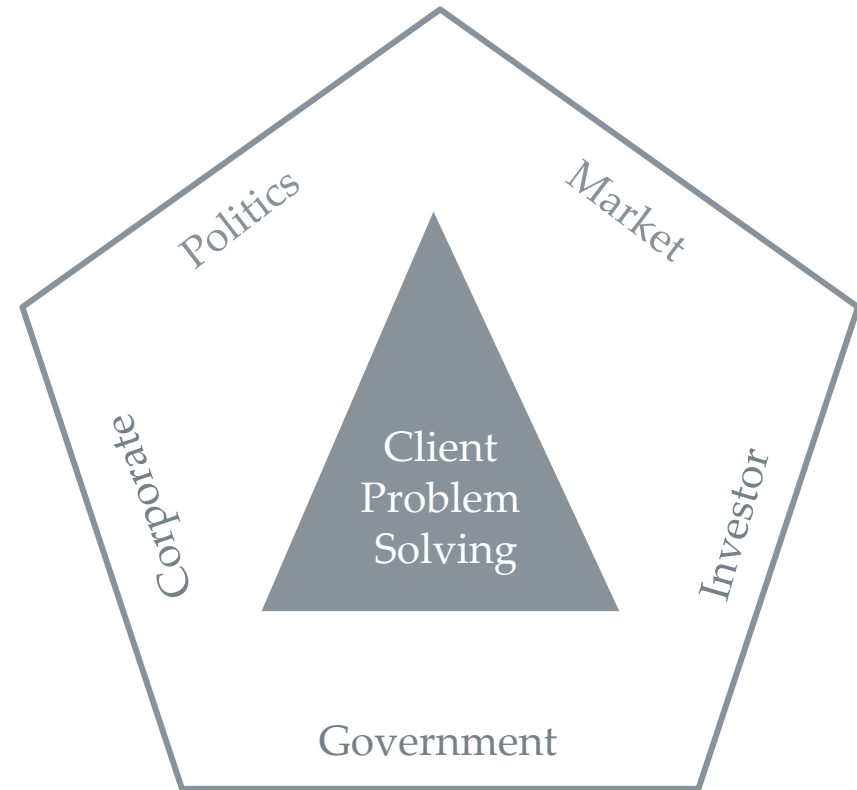 Politics
Market
Corporate
Client
Problem
Solving
Investor
Government